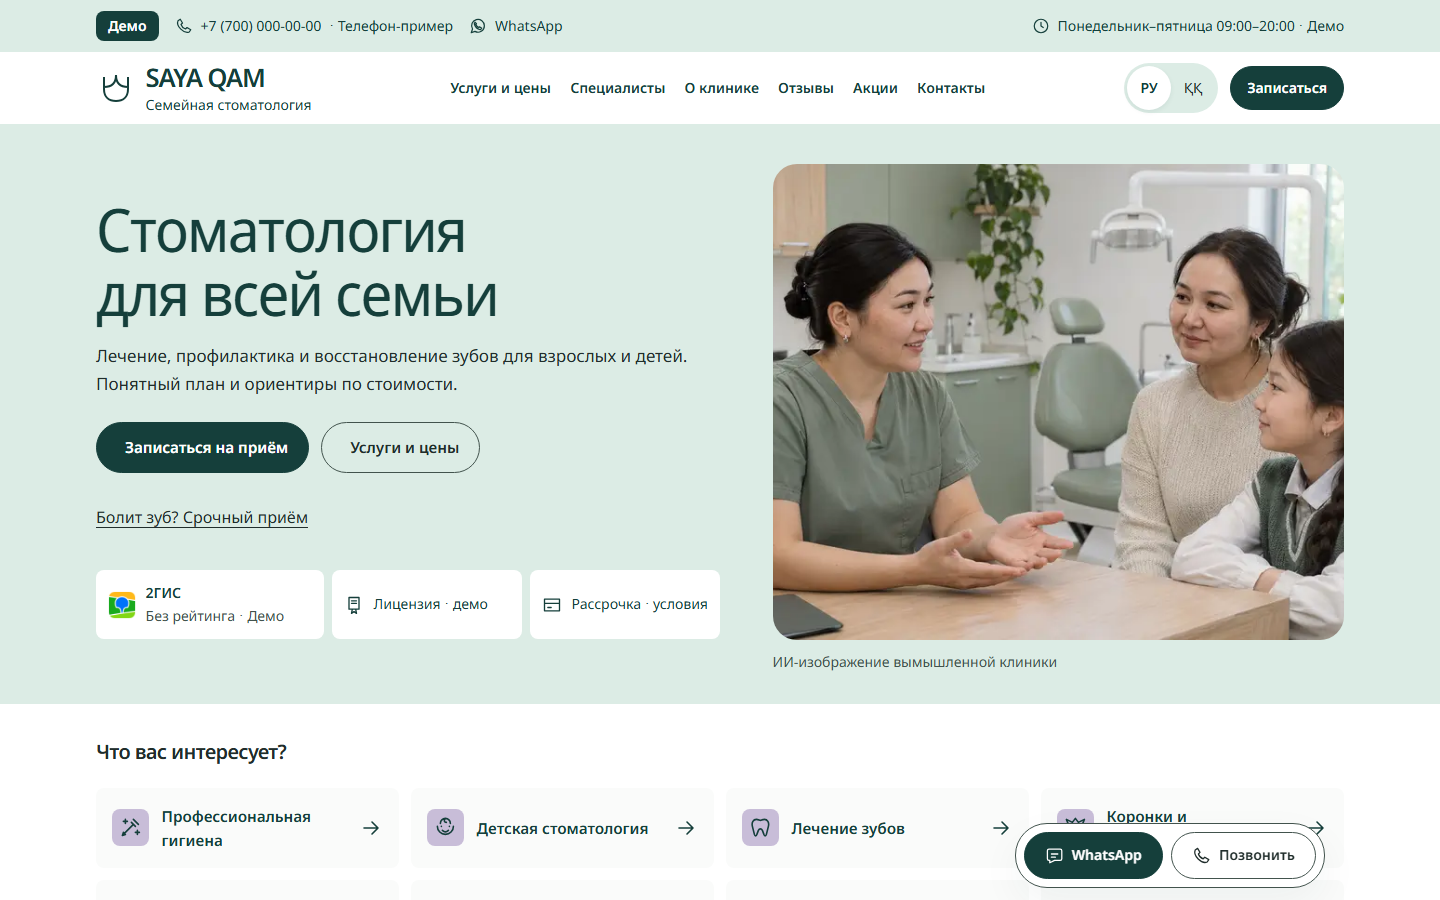 Демо
+7 (700) 000-00-00 · Телефон-пример
WhatsApp
Понедельник–пятница 09:00–20:00 · Демо
SAYA QAM
Семейная стоматология
Услуги и цены
Специалисты
О клинике
Отзывы
Акции
Контакты
РУ
ҚҚ
Записаться
Стоматология
для всей семьи
Лечение, профилактика и восстановление зубов для взрослых и детей.
Понятный план и ориентиры по стоимости.
Записаться на приём
Услуги и цены
Болит зуб? Срочный приём
2ГИС
Без рейтинга · Демо
Лицензия · демо
Рассрочка · условия
ИИ-изображение вымышленной клиники
Что вас интересует?
Профессиональная
гигиена
Детская стоматология
Лечение зубов
Коронки и
WhatsApp
Позвонить